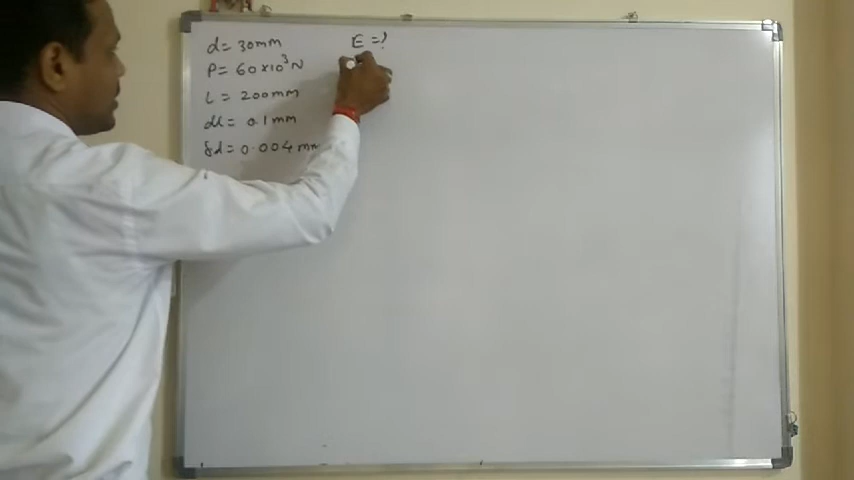 d = 30mm
P = 60 x 10³ N
L = 200mm
dL = 0.1mm
δd = 0.004 mm
E = ?